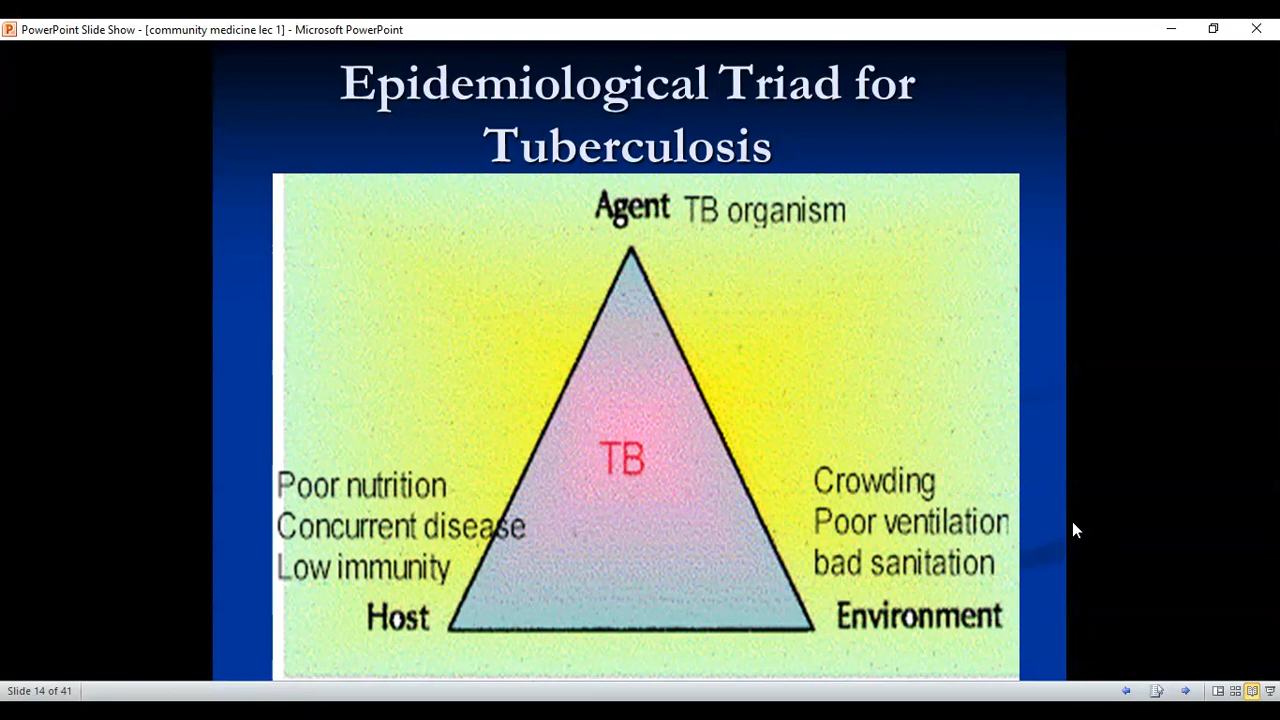 PowerPoint Slide Show - [community medicine lec 1] - Microsoft PowerPoint
Epidemiological Triad for
Tuberculosis
Agent TB organism
TB
Poor nutrition
Concurrent disease
Low immunity
Host
Crowding
Poor ventilation
bad sanitation
Environment
Slide 14 of 41